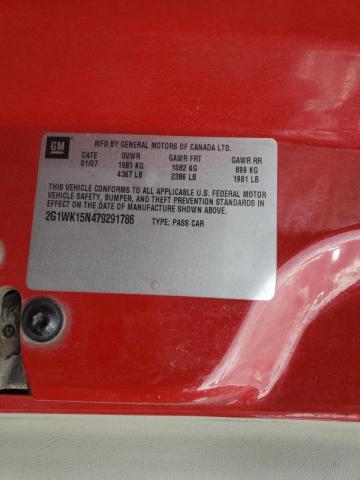 GM
MFD BY GENERAL MOTORS OF CANADA LTD.
DATE GVWR GAWR FRT GAWR RR
01/07 1981 KG 1082 KG 899 KG
4367 LB 2386 LB 1981 LB
THIS VEHICLE CONFORMS TO ALL APPLICABLE U.S. FEDERAL MOTOR
VEHICLE SAFETY, BUMPER, AND THEFT PREVENTION STANDARDS IN
EFFECT ON THE DATE OF MANUFACTURE SHOWN ABOVE.
2G1WK15N479291786 TYPE: PASS CAR